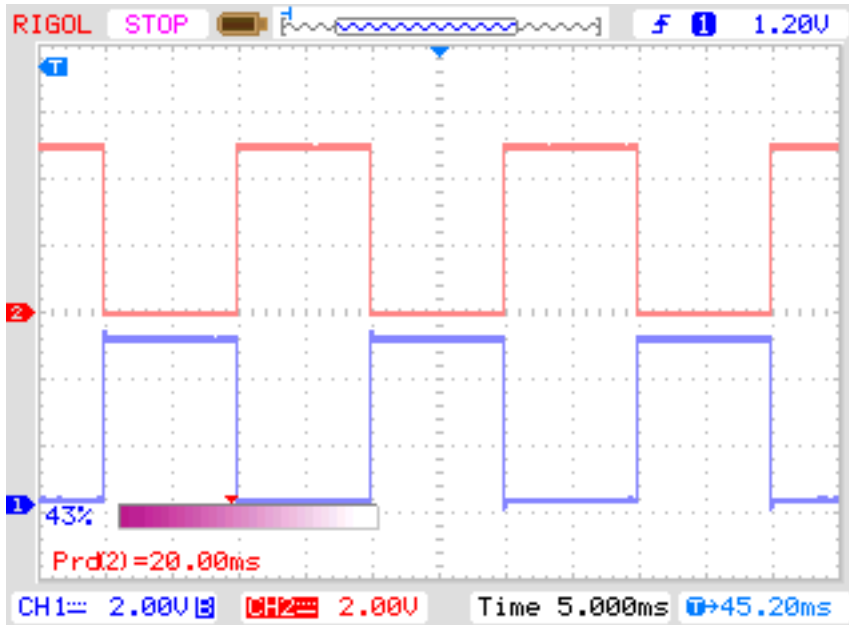 RIGOL STOP 1 1.20V
T
2
1
43%
Prd(2)=20.00ms
CH1 2.00V B CH2 2.00V Time 5.000ms T→45.20ms